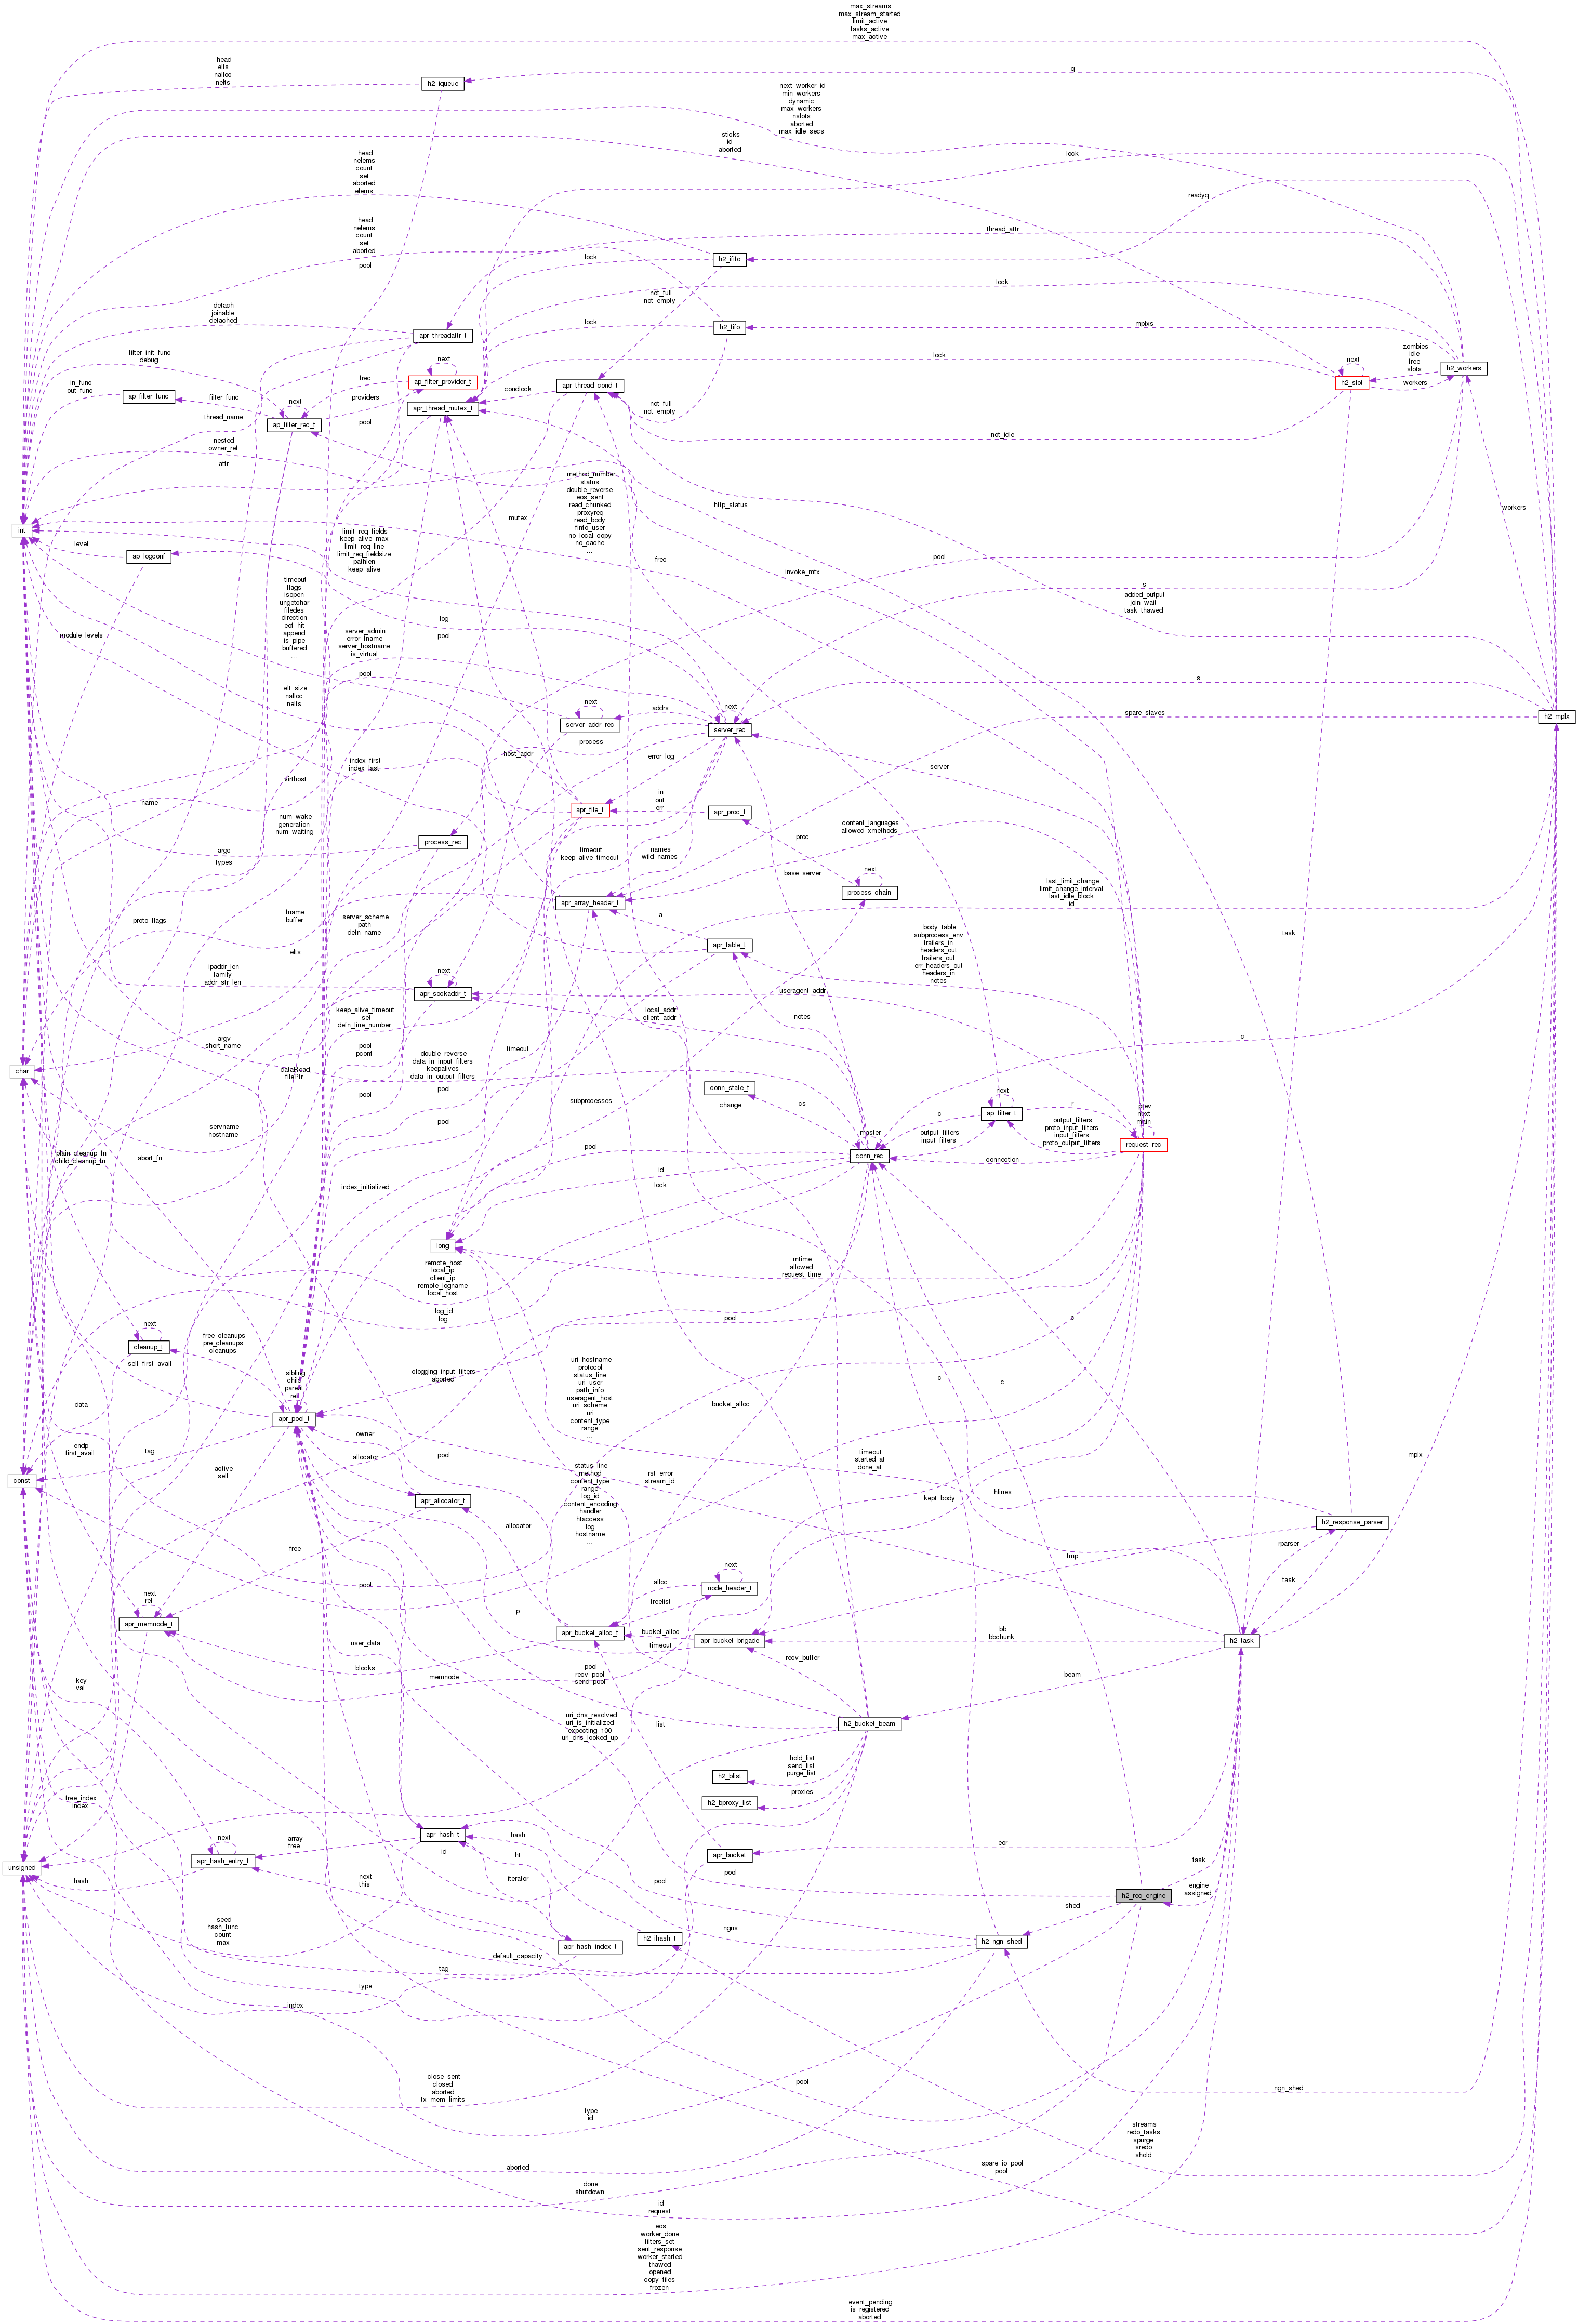 max_streams
max_stream_started
limit_active
tasks_active
max_active
head
elts
nalloc
nelts
h2_iqueue
q
next_worker_id
min_workers
dynamic
max_workers
nslots
aborted
max_idle_secs
sticks
id
aborted
lock
head
nelems
count
set
aborted
elems
readyq
head
nelems
count
set
aborted
pool
thread_attr
h2_ififo
lock
not_full
not_empty
lock
detach
joinable
detached
apr_threadattr_t
lock
h2_fifo
mplxs
filter_init_func
debug
next
lock
zombies
idle
free
slots
next
h2_workers
in_func
out_func
ap_filter_func
filter_func
next
frec
ap_filter_provider_t
apr_thread_cond_t
condlock
h2_slot
workers
providers
thread_name
ap_filter_rec_t
pool
apr_thread_mutex_t
not_full
not_empty
not_idle
nested
owner_ref
attr
method_number
status
double_reverse
eos_sent
read_chunked
proxyreq
read_body
finfo_user
no_local_copy
no_cache
...
http_status
workers
mutex
int
level
ap_logconf
limit_req_fields
keep_alive_max
limit_req_line
limit_req_fieldsize
pathlen
keep_alive
frec
pool
invoke_mtx
s
added_output
join_wait
task_thawed
timeout
flags
isopen
ungetchar
filedes
direction
eof_hit
append
is_pipe
buffered
...
module_levels
log
pool
server_admin
error_fname
server_hostname
is_virtual
pool
s
elt_size
nalloc
nelts
next
server_addr_rec
addrs
next
server_rec
spare_slaves
h2_mplx
process
host_addr
error_log
server
index_first
index_last
virthost
name
in
out
err
apr_file_t
apr_proc_t
content_languages
allowed_xmethods
num_wake
generation
num_waiting
proc
argc
process_rec
timeout
keep_alive_timeout
names
wild_names
types
base_server
next
process_chain
last_limit_change
limit_change_interval
last_idle_block
id
proto_flags
fname
buffer
server_scheme
path
defn_name
apr_array_header_t
a
apr_table_t
body_table
subprocess_env
trailers_in
headers_out
trailers_out
err_headers_out
headers_in
notes
elts
ipaddr_len
family
addr_str_len
next
apr_sockaddr_t
useragent_addr
keep_alive_timeout
_set
defn_line_number
local_addr
client_addr
notes
argv
short_name
pool
pconf
timeout
c
char
dataRead
filePtr
double_reverse
data_in_input_filters
keepalives
data_in_output_filters
pool
pool
conn_state_t
cs
next
ap_filter_t
r
prev
next
main
request_rec
subprocesses
change
c
master
output_filters
input_filters
output_filters
proto_input_filters
input_filters
proto_output_filters
servname
hostname
pool
conn_rec
connection
plain_cleanup_fn
child_cleanup_fn
abort_fn
pool
id
index_initialized
lock
long
mtime
allowed
request_time
remote_host
local_ip
client_ip
remote_logname
local_host
log_id
log
pool
c
next
cleanup_t
free_cleanups
pre_cleanups
cleanups
self_first_avail
clogging_input_filters
aborted
uri_hostname
protocol
status_line
uri_user
path_info
useragent_host
uri_scheme
uri
content_type
range
...
c
c
data
sibling
child
parent
ref
apr_pool_t
bucket_alloc
owner
pool
endp
first_avail
tag
allocator
timeout
started_at
done_at
mplx
const
active
self
status_line
method
content_type
range
log_id
content_encoding
handler
htaccess
log
hostname
...
rst_error
stream_id
kept_body
hlines
task
apr_allocator_t
allocator
h2_response_parser
free
tmp
rparser
next
ref
pool
alloc
next
node_header_t
task
freelist
apr_memnode_t
p
apr_bucket_alloc_t
bucket_alloc
apr_bucket_brigade
bb
bbchunk
h2_task
user_data
timeout
recv_buffer
blocks
memnode
pool
recv_pool
send_pool
beam
key
val
uri_dns_resolved
uri_is_initialized
expecting_100
uri_dns_looked_up
list
h2_bucket_beam
hold_list
send_list
purge_list
h2_blist
proxies
h2_bproxy_list
free_index
index
next
array
free
apr_hash_t
hash
id
ht
apr_bucket
eor
unsigned
apr_hash_entry_t
hash
next
this
iterator
pool
pool
task
engine
assigned
h2_req_engine
seed
hash_func
count
max
ngns
shed
apr_hash_index_t
h2_ihash_t
h2_ngn_shed
default_capacity
tag
type
index
close_sent
closed
aborted
tx_mem_limits
pool
ngn_shed
type
id
streams
redo_tasks
spurge
sredo
shold
aborted
spare_io_pool
pool
done
shutdown
id
request
eos
worker_done
filters_set
sent_response
worker_started
thawed
opened
copy_files
frozen
event_pending
is_registered
aborted